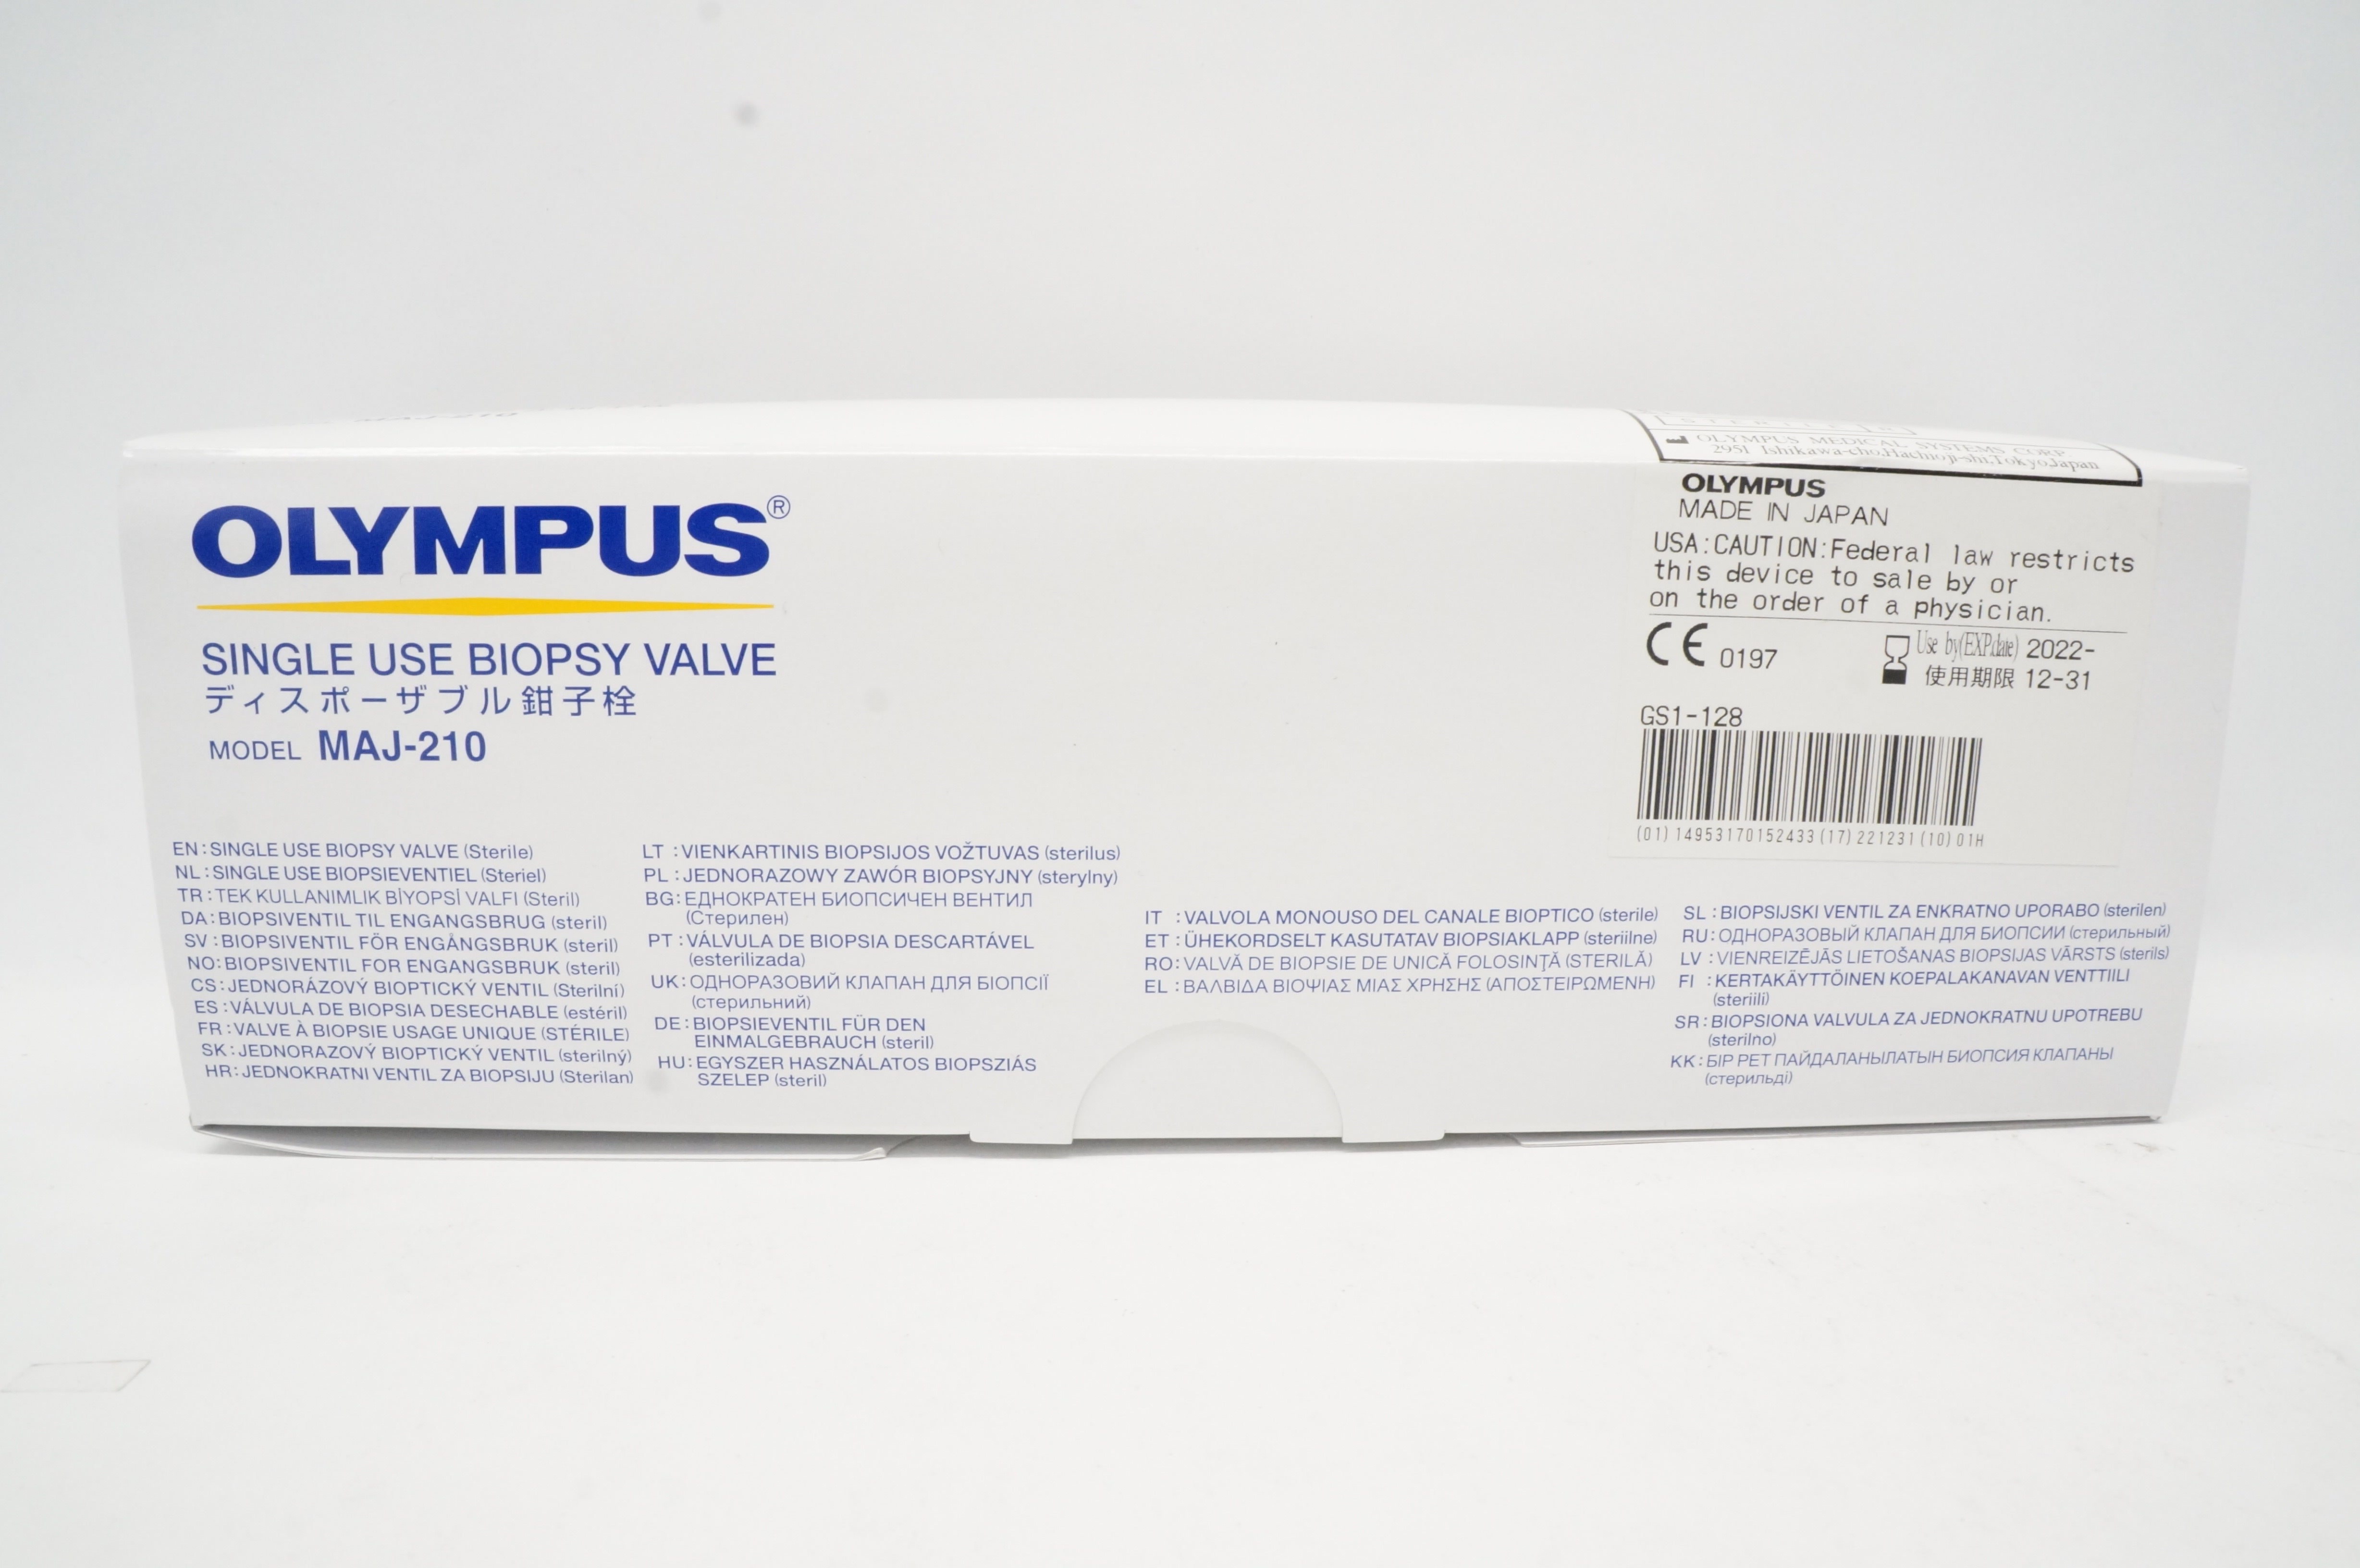 OLYMPUS MEDICAL SYSTEMS CORP
2951 Ishikawa-cho,Hachioji-shi,Tokyo,Japan
OLYMPUS®
SINGLE USE BIOPSY VALVE
ディスポーザブル鉗子栓
MODEL MAJ-210
OLYMPUS
MADE IN JAPAN
USA:CAUTION:Federal law restricts
this device to sale by or
on the order of a physician.
CE 0197
Use by(EXP.date) 2022-
使用期限 12-31
GS1-128
(01)14953170152433(17)221231(10)01H
EN:SINGLE USE BIOPSY VALVE (Sterile)
NL:SINGLE USE BIOPSIEVENTIEL (Steriel)
TR:TEK KULLANIMLIK BİYOPSİ VALFI (Steril)
DA:BIOPSIVENTIL TIL ENGANGSBRUG (steril)
SV:BIOPSIVENTIL FÖR ENGÅNGSBRUK (steril)
NO:BIOPSIVENTIL FOR ENGANGSBRUK (steril)
CS:JEDNORÁZOVÝ BIOPTICKÝ VENTIL (Sterilní)
ES:VÁLVULA DE BIOPSIA DESECHABLE (estéril)
FR:VALVE À BIOPSIE USAGE UNIQUE (STÉRILE)
SK:JEDNORAZOVÝ BIOPTICKÝ VENTIL (sterilný)
HR:JEDNOKRATNI VENTIL ZA BIOPSIJU (Sterilan)
LT :VIENKARTINIS BIOPSIJOS VOŽTUVAS (sterilus)
PL :JEDNORAZOWY ZAWÓR BIOPSYJNY (sterylny)
BG:ЕДНОКРАТЕН БИОПСИЧЕН ВЕНТИЛ
(Стерилен)
PT :VÁLVULA DE BIOPSIA DESCARTÁVEL
(esterilizada)
UK:ОДНОРАЗОВИЙ КЛАПАН ДЛЯ БІОПСІЇ
(стерильний)
DE:BIOPSIEVENTIL FÜR DEN
EINMALGEBRAUCH (steril)
HU:EGYSZER HASZNÁLATOS BIOPSZIÁS
SZELEP (steril)
IT :VALVOLA MONOUSO DEL CANALE BIOPTICO (sterile)
ET :ÜHEKORDSELT KASUTATAV BIOPSIAKLAPP (steriilne)
RO:VALVĂ DE BIOPSIE DE UNICĂ FOLOSINŢĂ (STERILĂ)
EL :ΒΑΛΒΙΔΑ ΒΙΟΨΙΑΣ ΜΙΑΣ ΧΡΗΣΗΣ (ΑΠΟΣΤΕΙΡΩΜΕΝΗ)
SL :BIOPSIJSKI VENTIL ZA ENKRATNO UPORABO (sterilen)
RU:ОДНОРАЗОВЫЙ КЛАПАН ДЛЯ БИОПСИИ (стерильный)
LV :VIENREIZĒJĀS LIETOŠANAS BIOPSIJAS VĀRSTS (sterils)
FI :KERTAKÄYTTÖINEN KOEPALAKANAVAN VENTTIILI
(steriili)
SR:BIOPSIONA VALVULA ZA JEDNOKRATNU UPOTREBU
(sterilno)
KK:БІР РЕТ ПАЙДАЛАНЫЛАТЫН БИОПСИЯ КЛАПАНЫ
(стерильді)